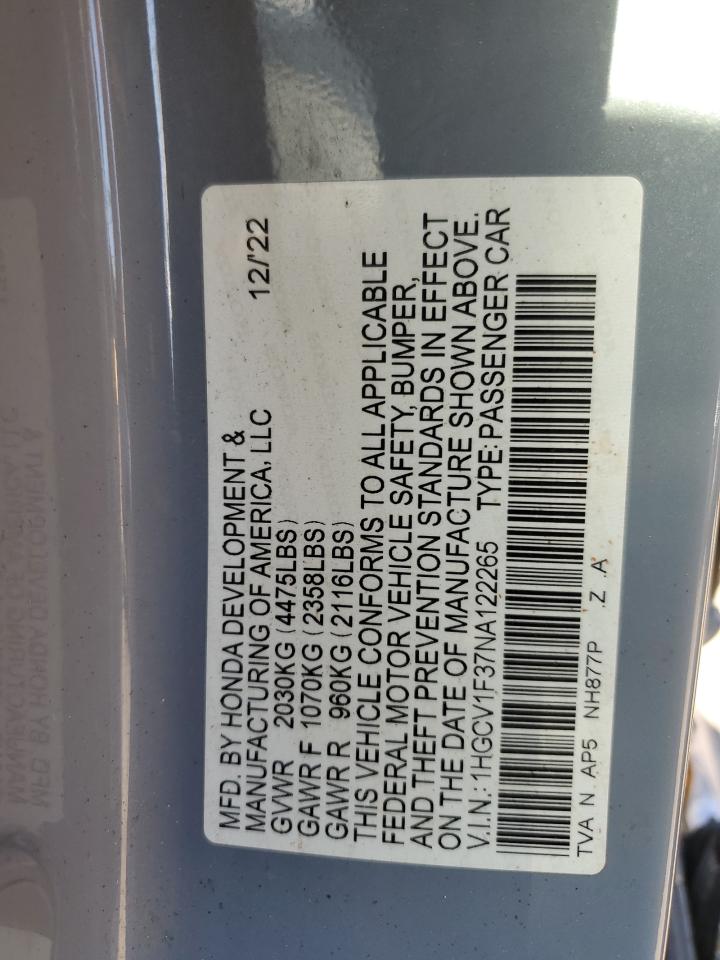 MFD. BY HONDA DEVELOPMENT &
MANUFACTURING OF AMERICA, LLC 12/'22
GVWR 2030KG (4475LBS)
GAWR F 1070KG (2358LBS)
GAWR R 960KG (2116LBS)
THIS VEHICLE CONFORMS TO ALL APPLICABLE
FEDERAL MOTOR VEHICLE SAFETY, BUMPER,
AND THEFT PREVENTION STANDARDS IN EFFECT
ON THE DATE OF MANUFACTURE SHOWN ABOVE.
V.I.N.: 1HGCV1F37NA122265 TYPE: PASSENGER CAR
TVA N AP5 NH877P .Z .A